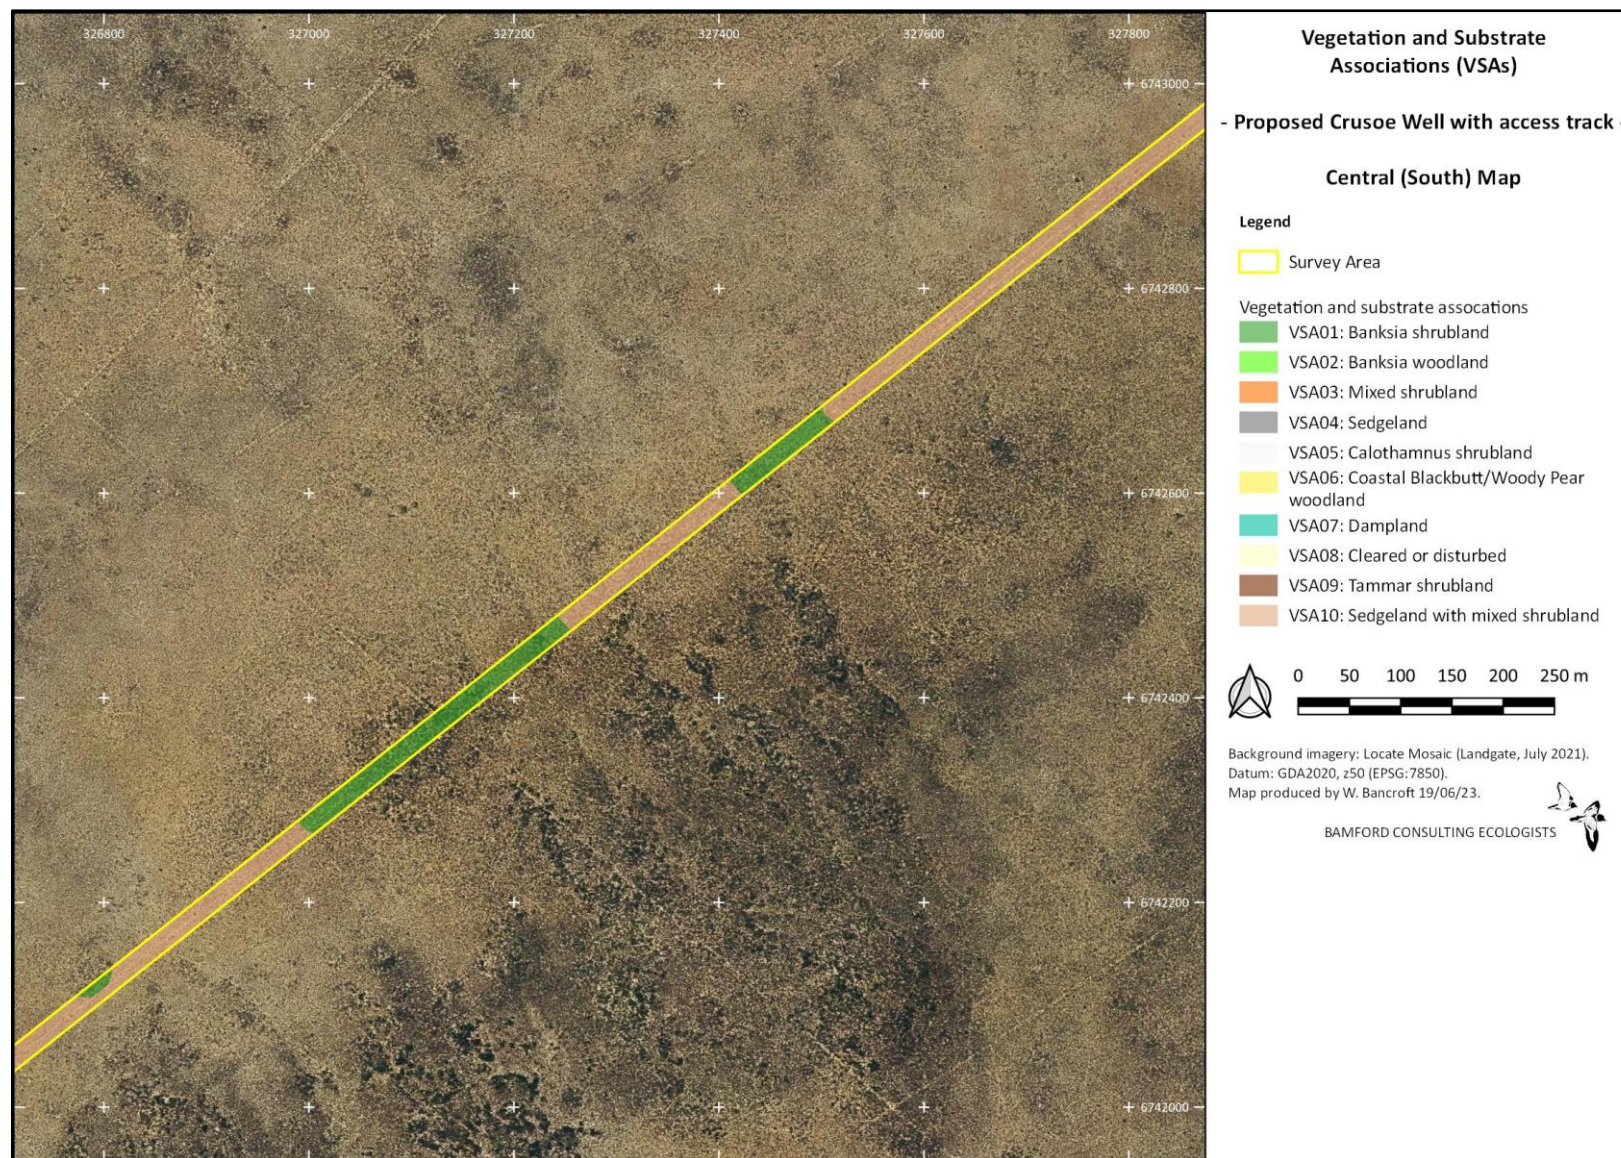 326800 327000 327200 327400 327600 327800
6743000
6742800
6742600
6742400
6742200
6742000
Vegetation and Substrate
Associations (VSAs)
- Proposed Crusoe Well with access track -
Central (South) Map
Legend
Survey Area
Vegetation and substrate assocations
VSA01: Banksia shrubland
VSA02: Banksia woodland
VSA03: Mixed shrubland
VSA04: Sedgeland
VSA05: Calothamnus shrubland
VSA06: Coastal Blackbutt/Woody Pear
woodland
VSA07: Dampland
VSA08: Cleared or disturbed
VSA09: Tammar shrubland
VSA10: Sedgeland with mixed shrubland
0 50 100 150 200 250 m
Background imagery: Locate Mosaic (Landgate, July 2021).
Datum: GDA2020, z50 (EPSG:7850).
Map produced by W. Bancroft 19/06/23.
BAMFORD CONSULTING ECOLOGISTS